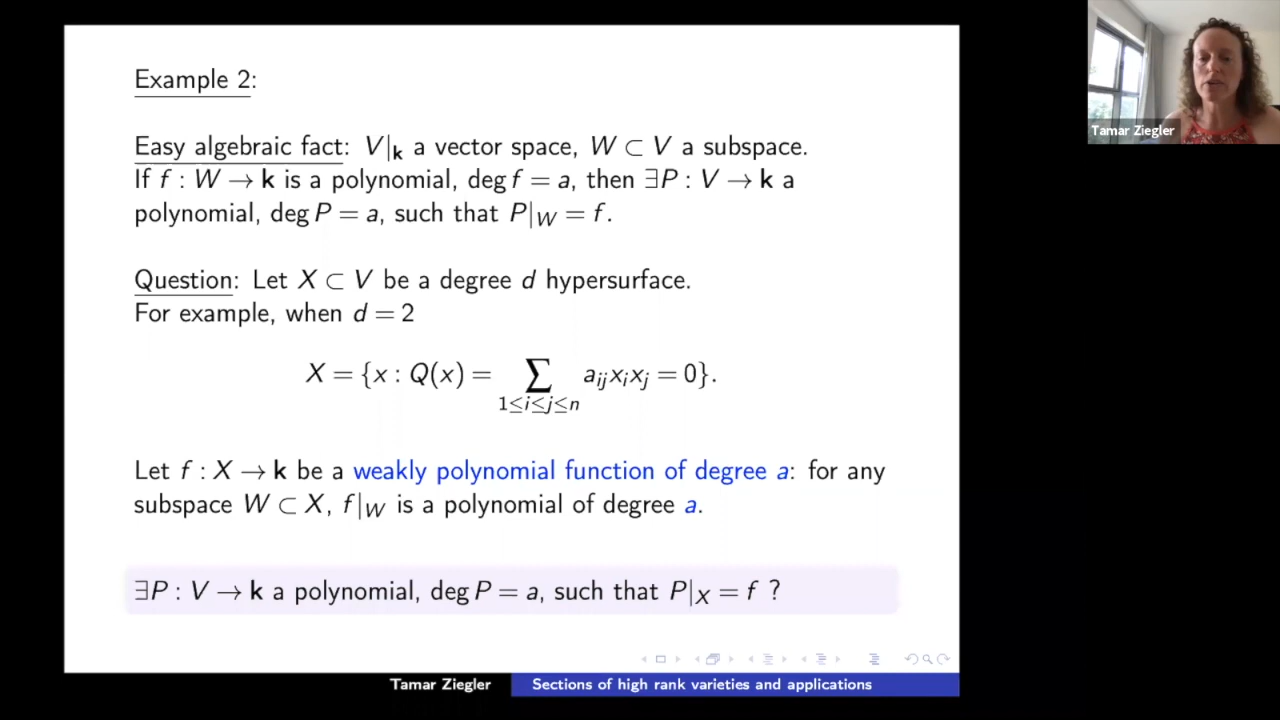 Example 2:
Easy algebraic fact: V|k a vector space, W ⊂ V a subspace.
If f : W → k is a polynomial, deg f = a, then ∃P : V → k a
polynomial, deg P = a, such that P|W = f.
Question: Let X ⊂ V be a degree d hypersurface.
For example, when d = 2
X = {x : Q(x) = ∑ aijxixj = 0}.
1≤i≤j≤n
Let f : X → k be a weakly polynomial function of degree a: for any
subspace W ⊂ X, f|W is a polynomial of degree a.
∃P : V → k a polynomial, deg P = a, such that P|X = f ?
Tamar Ziegler
Sections of high rank varieties and applications
Tamar Ziegler